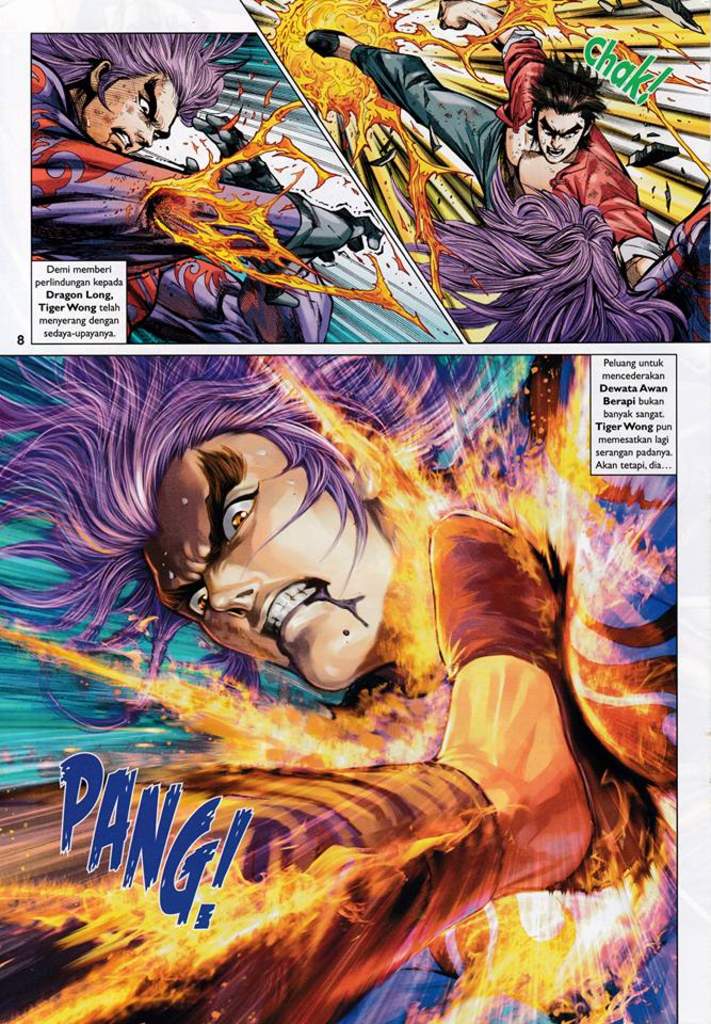 Chak!
Demi memberi
perlindungan kepada
Dragon Long,
Tiger Wong telah
menyerang dengan
sedaya-upayanya.
8
Peluang untuk
mencederakan
Dewata Awan
Berapi bukan
banyak sangat.
Tiger Wong pun
memesatkan lagi
serangan padanya.
Akan tetapi, dia...
PANG!